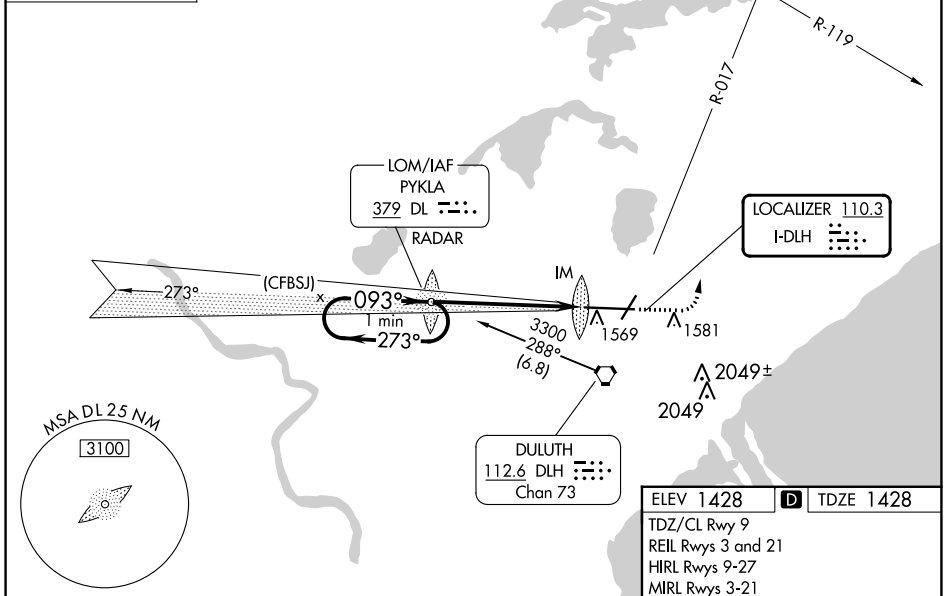 R-119
R-017
LOM/IAF
PYKLA
379 DL
RADAR
LOCALIZER 110.3
I-DLH
IM
(CFBSJ)
273°
x
093°
1 min
273°
3300
288°
(6.8)
1569
1581
2049±
2049
MSA DL 25 NM
3100
DULUTH
112.6 DLH
Chan 73
ELEV 1428 D TDZE 1428
TDZ/CL Rwy 9
REIL Rwys 3 and 21
HIRL Rwys 9-27
MIRL Rwys 3-21